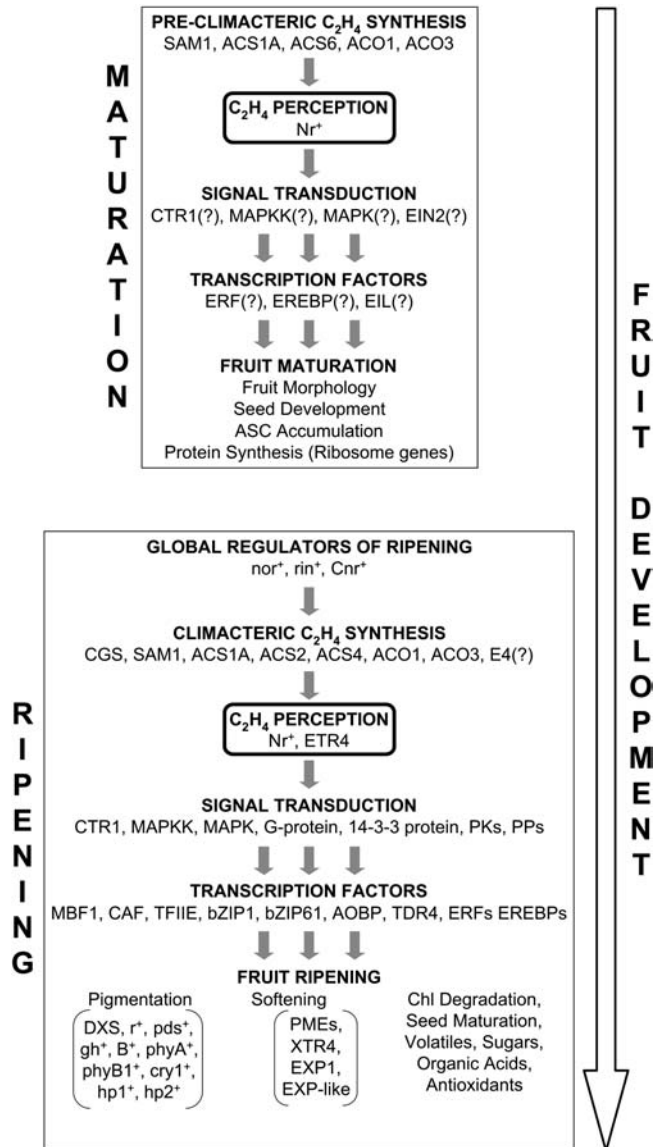 PRE-CLIMACTERIC C₂H₄ SYNTHESIS
SAM1, ACS1A, ACS6, ACO1, ACO3
C₂H₄ PERCEPTION
Nr⁺
SIGNAL TRANSDUCTION
CTR1(?), MAPKK(?), MAPK(?), EIN2(?)
TRANSCRIPTION FACTORS
ERF(?), EREBP(?), EIL(?)
FRUIT MATURATION
Fruit Morphology
Seed Development
ASC Accumulation
Protein Synthesis (Ribosome genes)
MATURATION
GLOBAL REGULATORS OF RIPENING
nor⁺, rin⁺, Cnr⁺
CLIMACTERIC C₂H₄ SYNTHESIS
CGS, SAM1, ACS1A, ACS2, ACS4, ACO1, ACO3, E4(?)
C₂H₄ PERCEPTION
Nr⁺, ETR4
SIGNAL TRANSDUCTION
CTR1, MAPKK, MAPK, G-protein, 14-3-3 protein, PKs, PPs
TRANSCRIPTION FACTORS
MBF1, CAF, TFIIE, bZIP1, bZIP61, AOBP, TDR4, ERFs EREBPs
FRUIT RIPENING
Pigmentation
DXS, r⁺, pds⁺,
gh⁺, B⁺, phyA⁺,
phyB1⁺, cry1⁺,
hp1⁺, hp2⁺
Softening
PMEs,
XTR4,
EXP1,
EXP-like
Chl Degradation,
Seed Maturation,
Volatiles, Sugars,
Organic Acids,
Antioxidants
RIPENING
FRUIT DEVELOPMENT